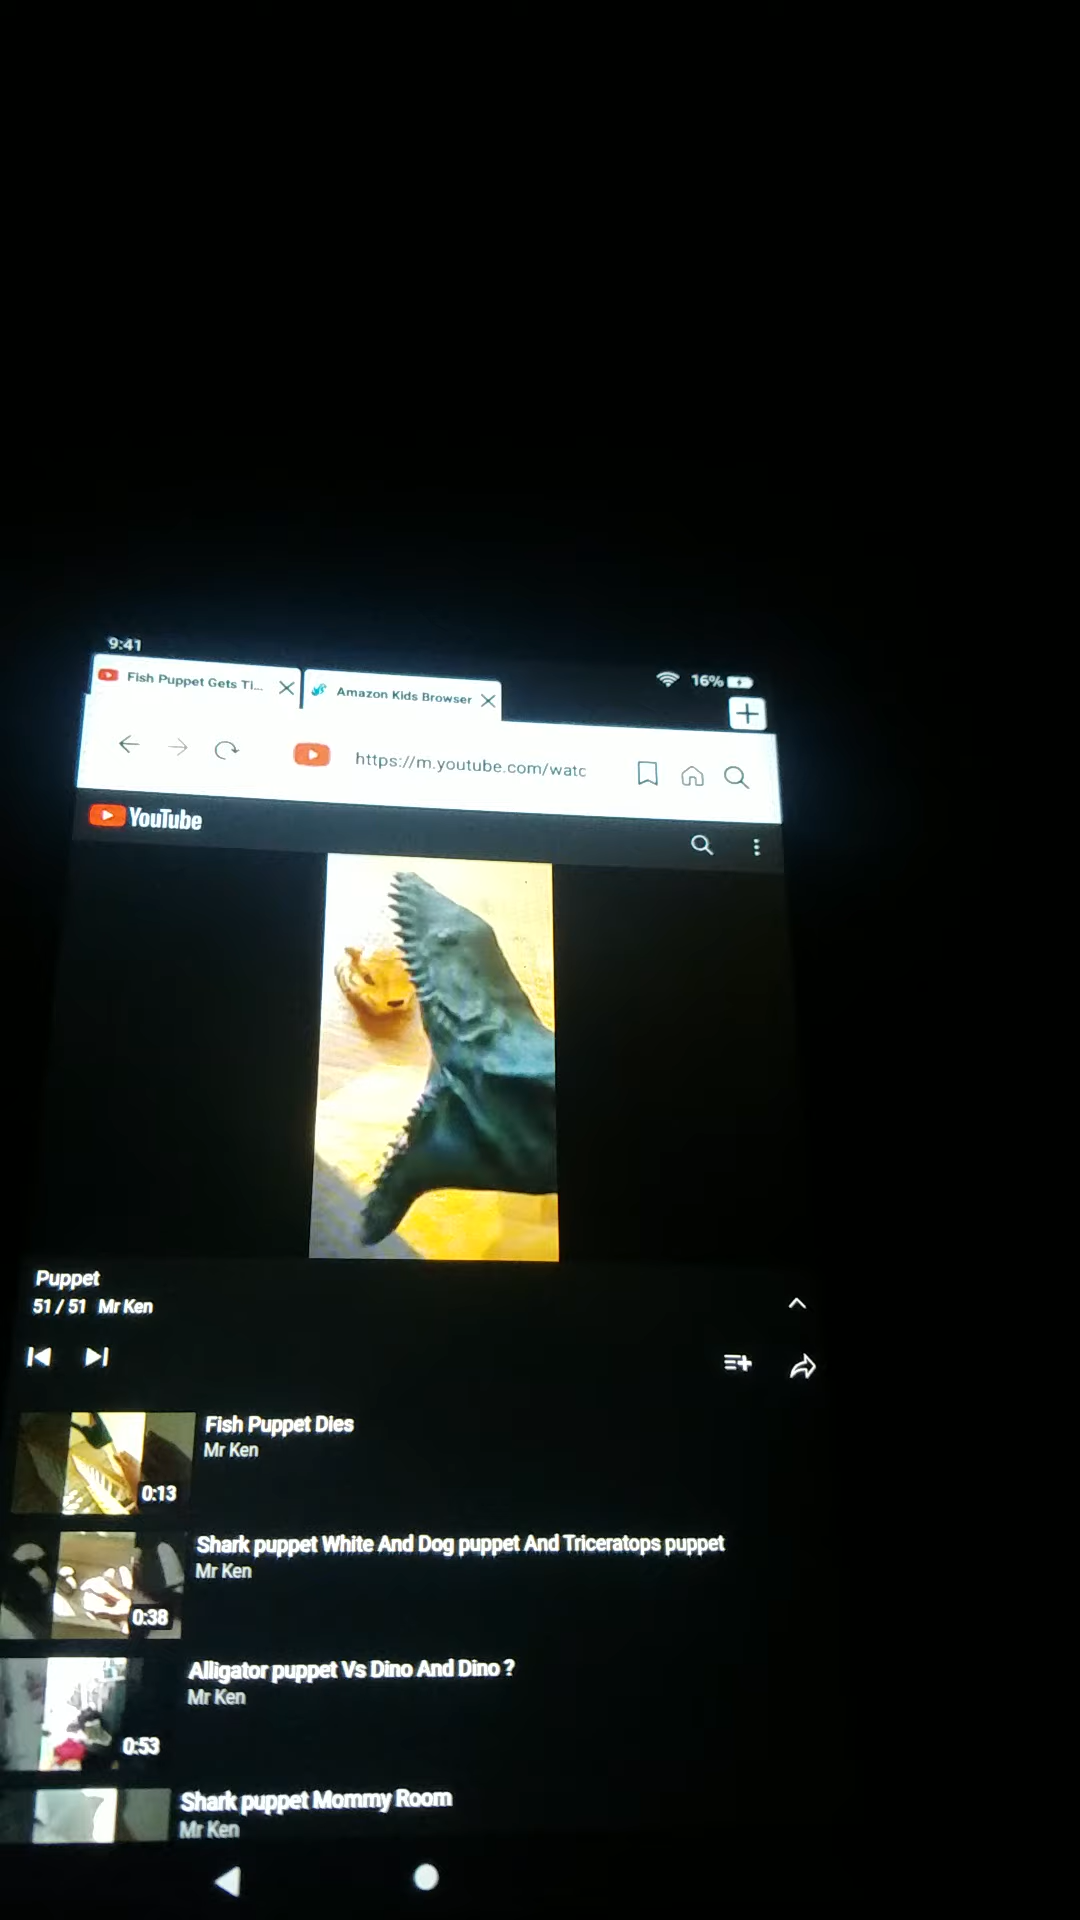 9:41
16%
Fish Puppet Gets Ti...
Amazon Kids Browser
https://m.youtube.com/watc
YouTube
Puppet
51 / 51 Mr Ken
Fish Puppet Dies
Mr Ken
0:13
Shark puppet White And Dog puppet And Triceratops puppet
Mr Ken
0:38
Alligator puppet Vs Dino And Dino ?
Mr Ken
0:53
Shark puppet Mommy Room
Mr Ken